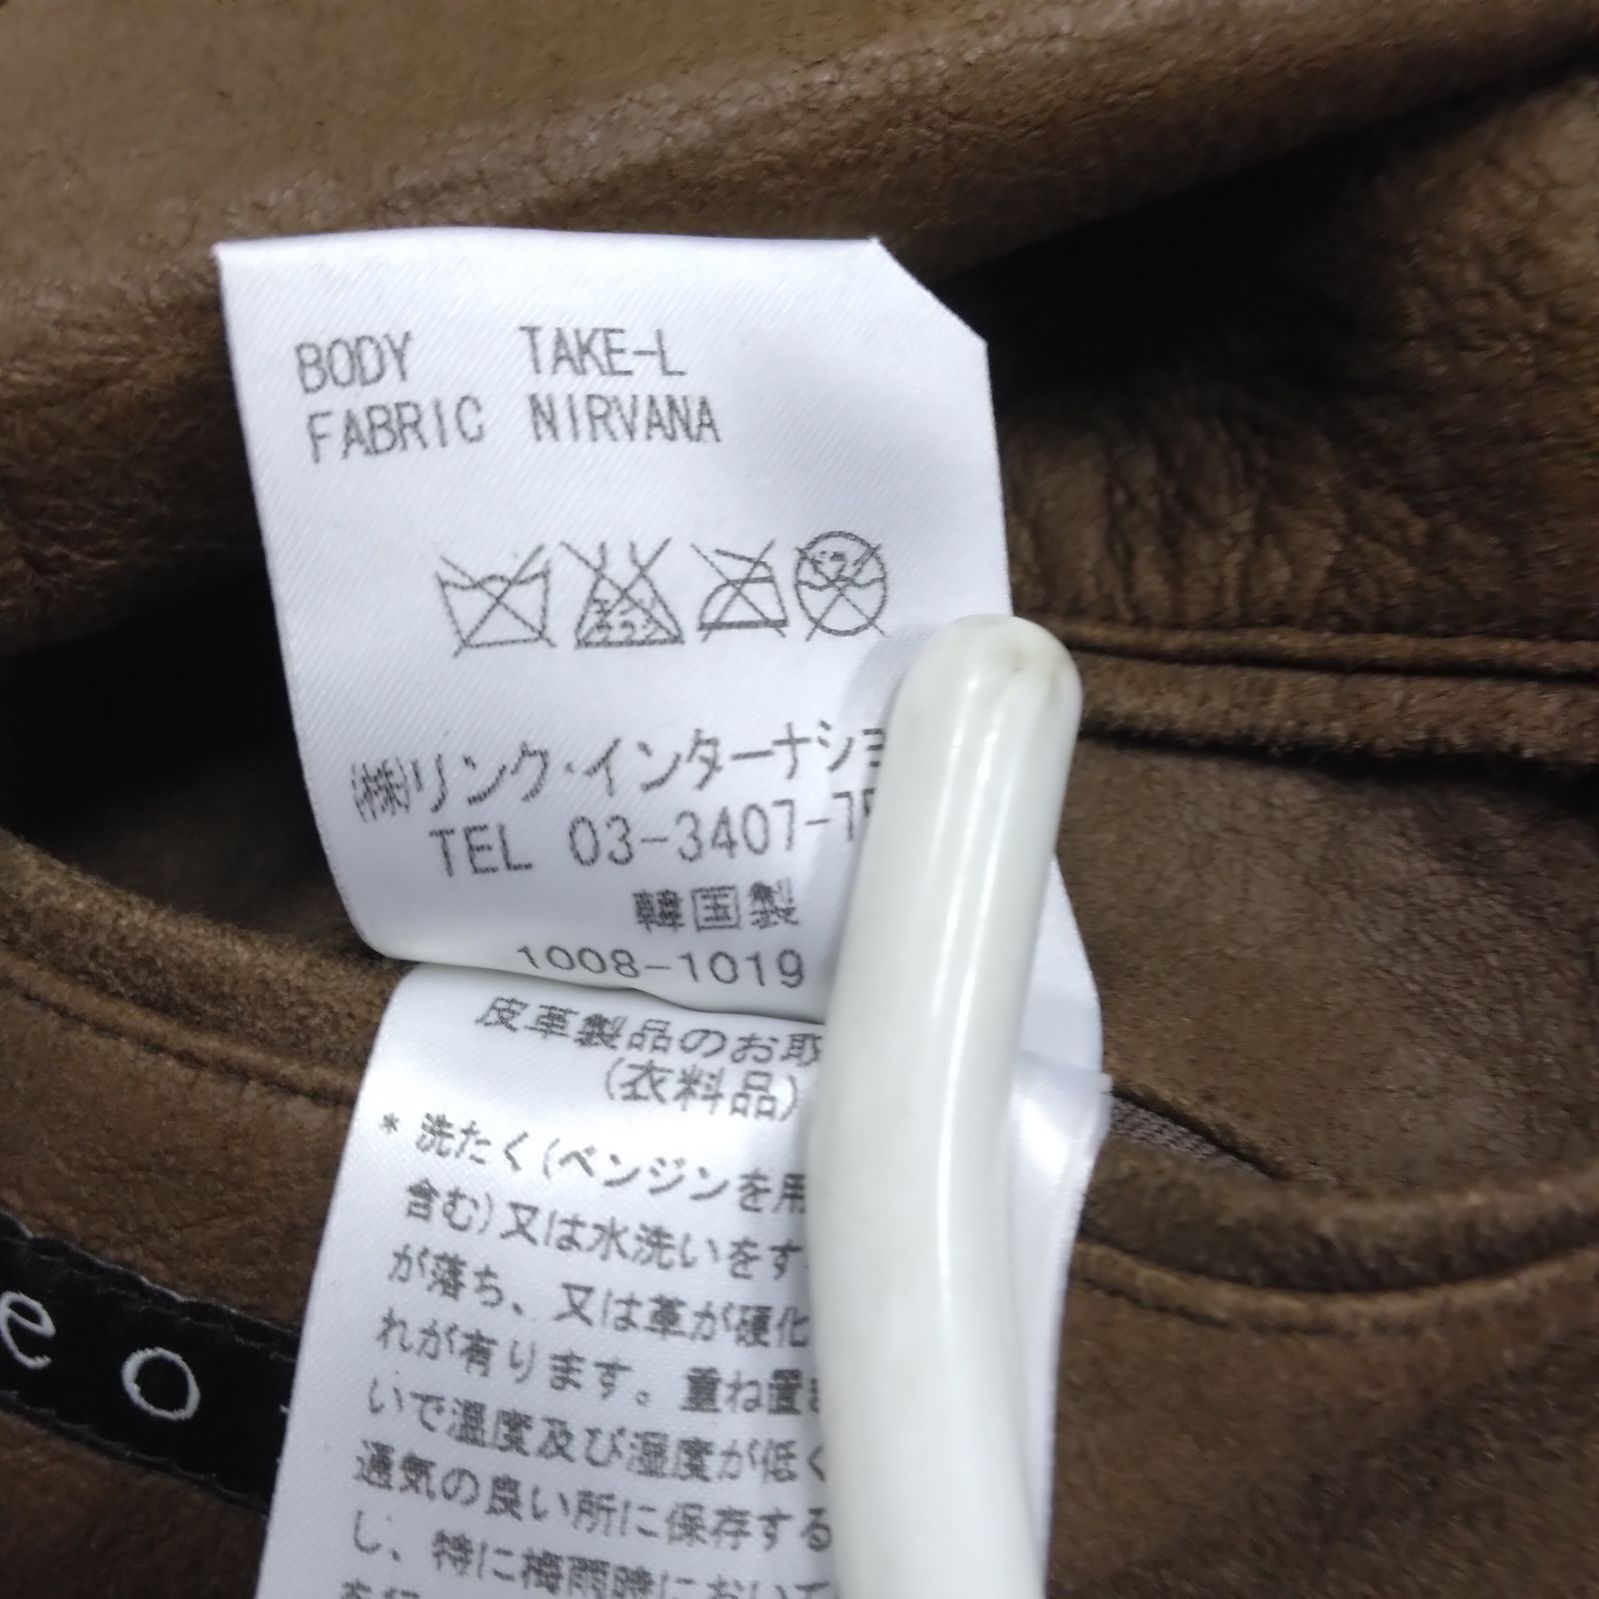 BODY TAKE-L
FABRIC NIRVANA
(株)リンク・インターナショ
TEL 03-3407-7
韓国製
1008-1019
皮革製品のお取
(衣料品)
* 洗たく(ベンジンを用
含む)又は水洗いをす
が落ち、又は革が硬化
れが有ります。重ね置き
いで温度及び湿度が低く
通気の良い所に保存する
し、特に梅雨時において
e o